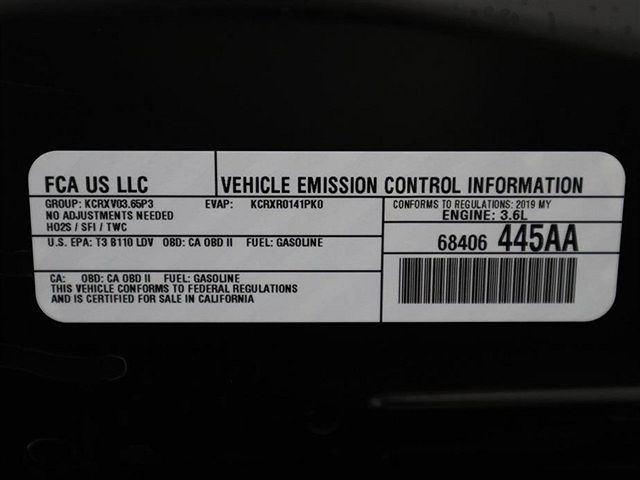 FCA US LLC
VEHICLE EMISSION CONTROL INFORMATION
GROUP: KCRXV03.65P3 EVAP: KCRXR0141PK0
NO ADJUSTMENTS NEEDED
HO2S / SFI / TWC
CONFORMS TO REGULATIONS: 2019 MY
ENGINE: 3.6L
U.S. EPA: T3 B110 LDV OBD: CA OBD II FUEL: GASOLINE
68406 445AA
CA: OBD: CA OBD II FUEL: GASOLINE
THIS VEHICLE CONFORMS TO FEDERAL REGULATIONS
AND IS CERTIFIED FOR SALE IN CALIFORNIA